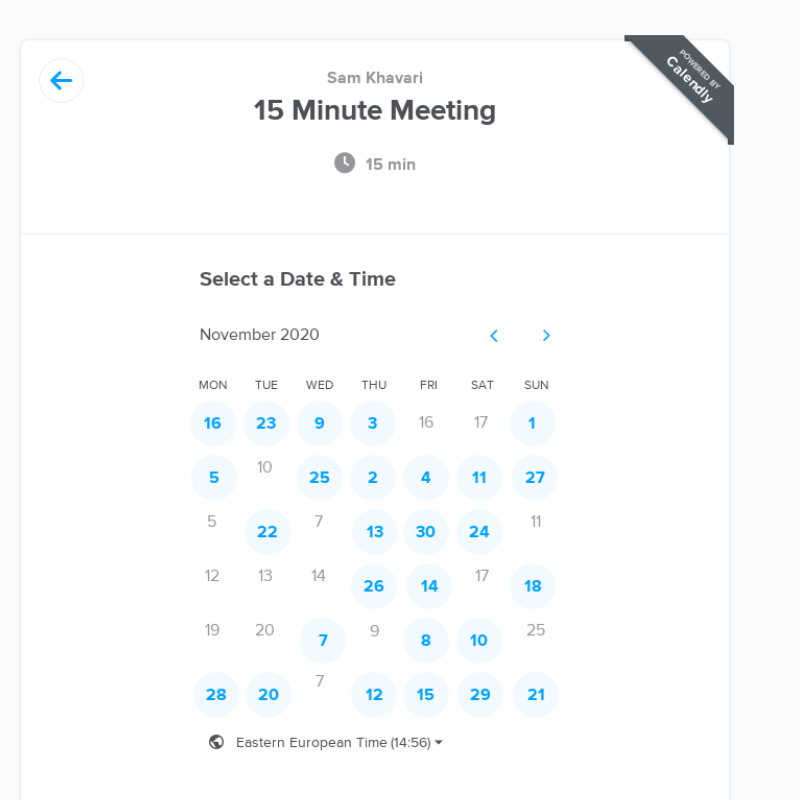 Sam Khavari
POWERED BY
Calendly
15 Minute Meeting
15 min
Select a Date & Time
November 2020
MON TUE WED THU FRI SAT SUN
16 23 9 3 16 17 1
5 10 25 2 4 11 27
5 22 7 13 30 24 11
12 13 14 26 14 17 18
19 20 7 9 8 10 25
28 20 7 12 15 29 21
Eastern European Time (14:56)